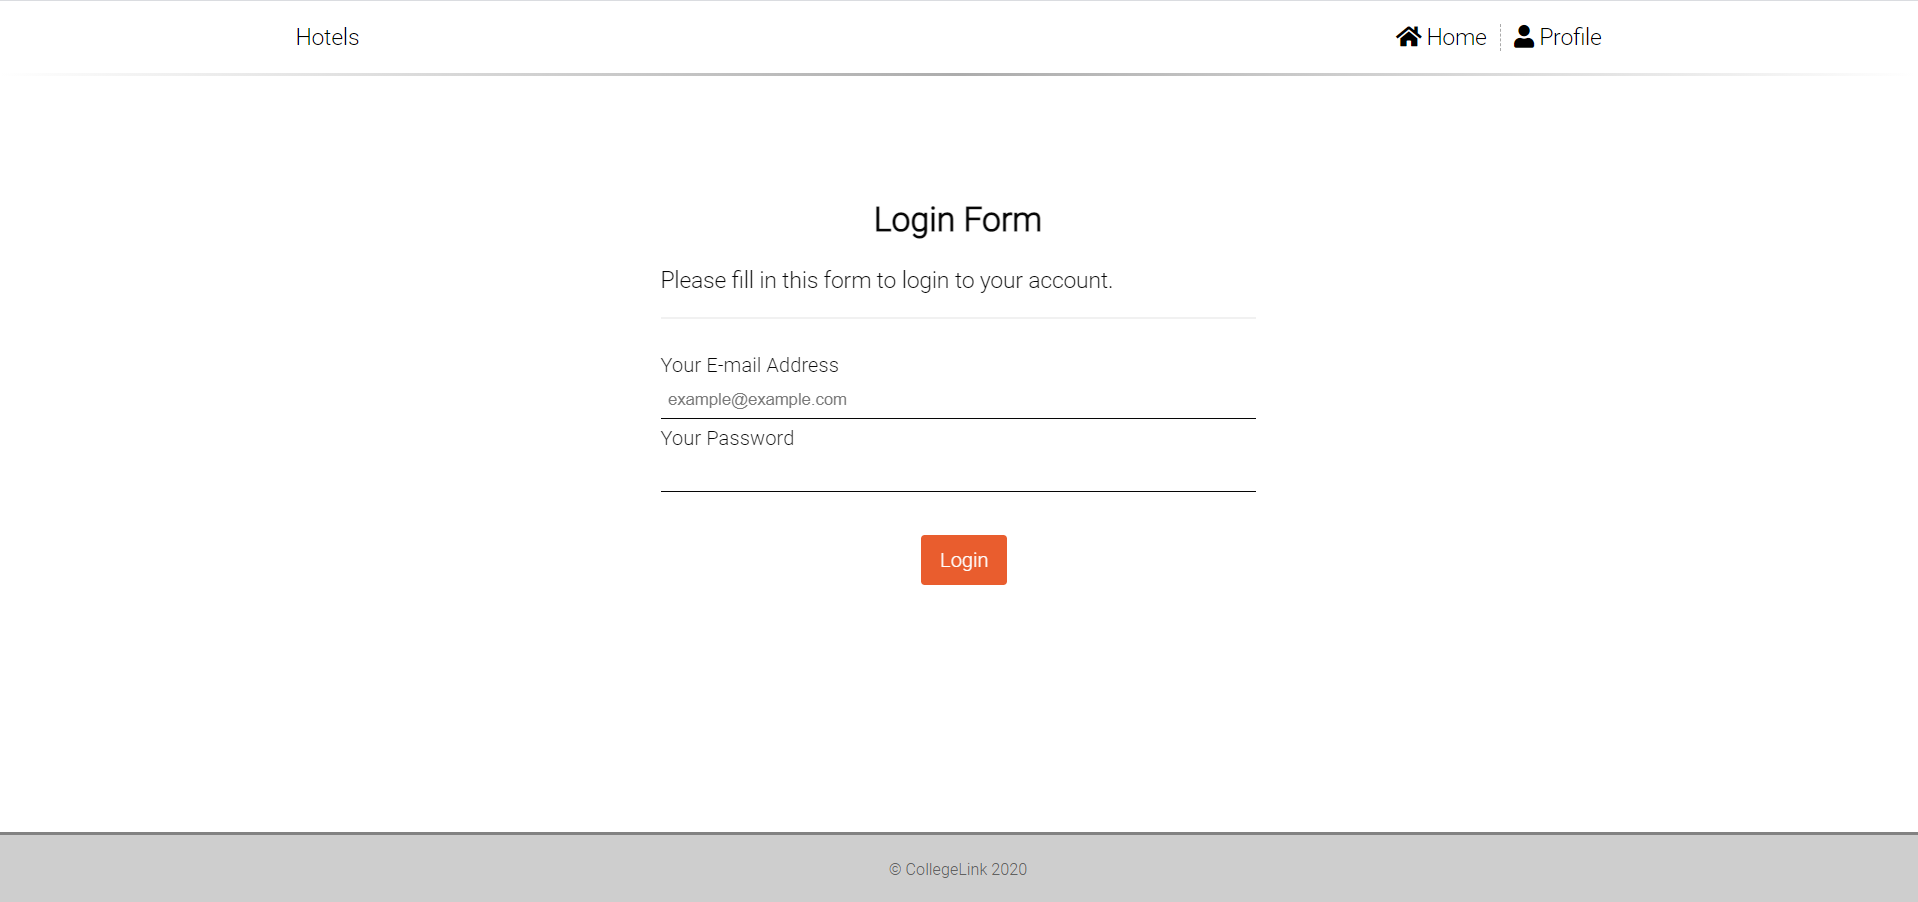 Hotels
Home Profile
Login Form
Please fill in this form to login to your account.
Your E-mail Address
example@example.com
Your Password
Login
© CollegeLink 2020